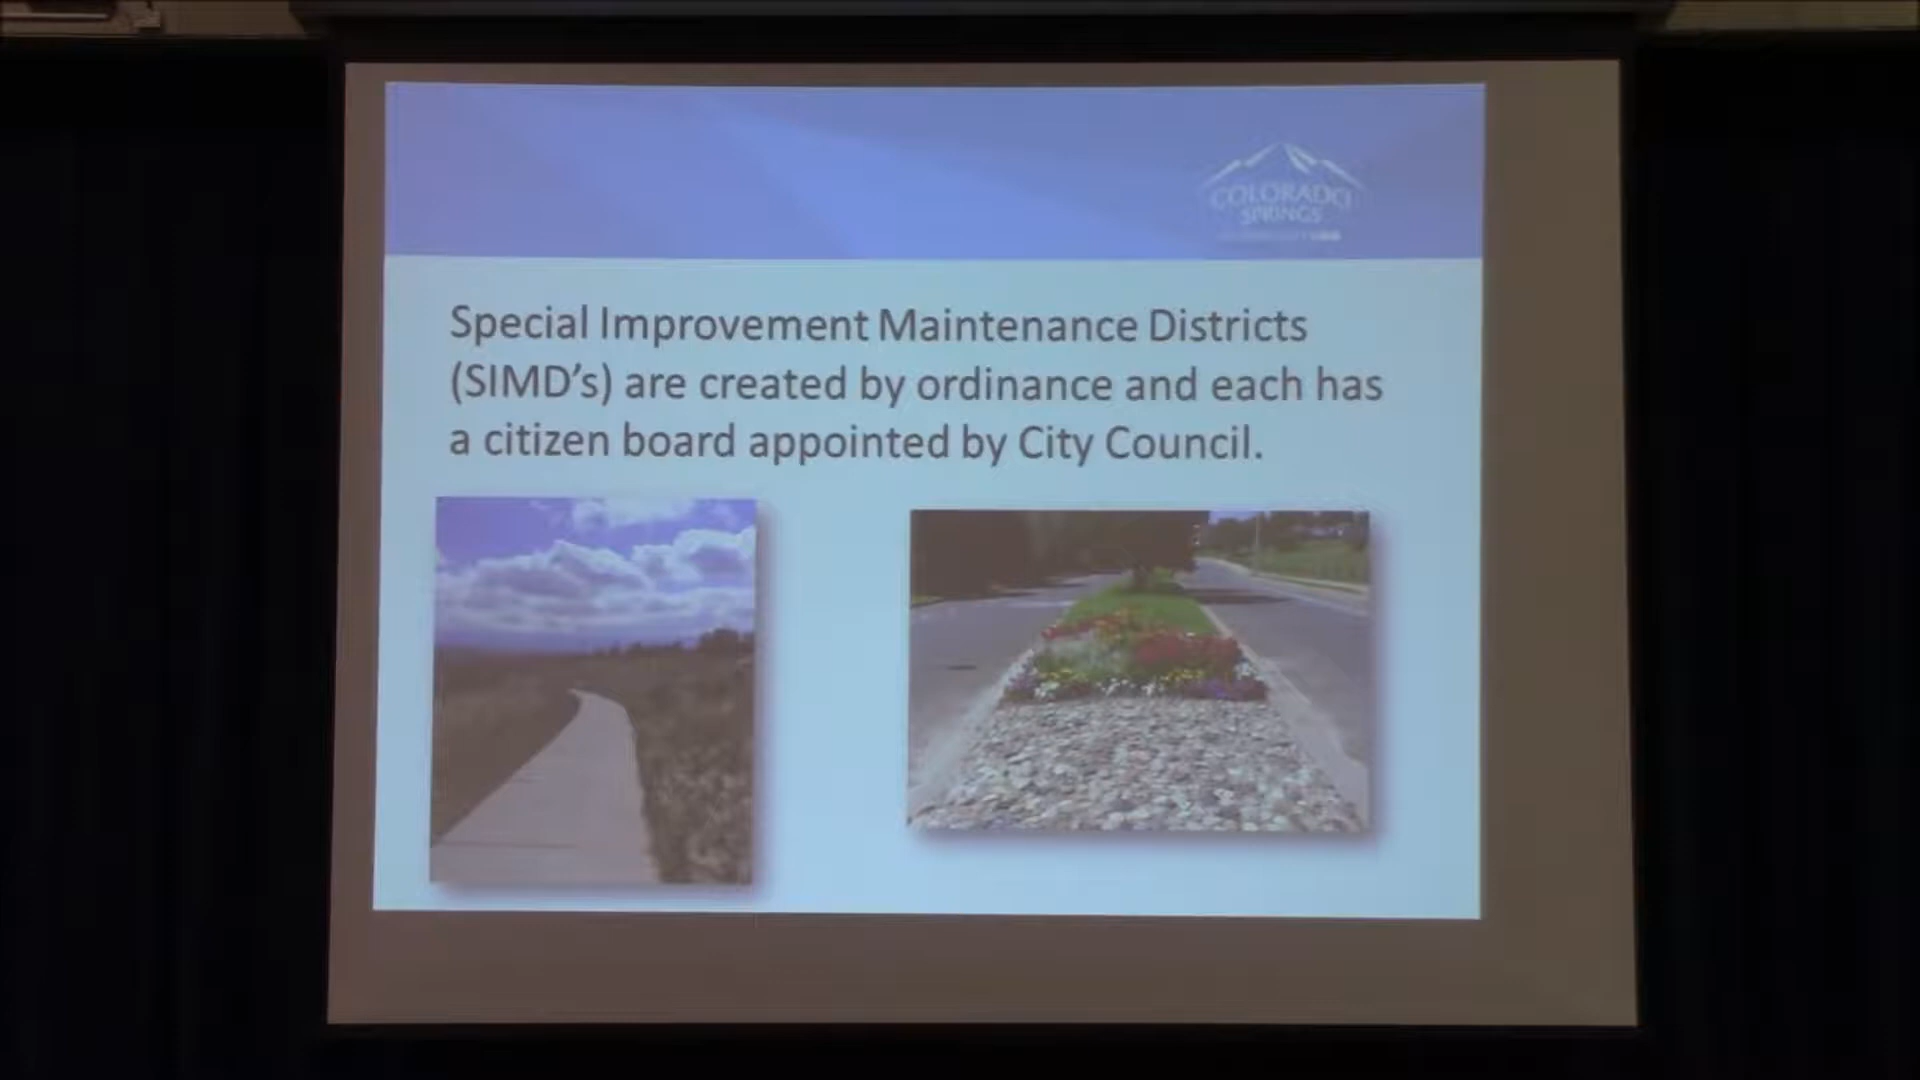 COLORADO
SPRINGS
Special Improvement Maintenance Districts
(SIMD's) are created by ordinance and each has
a citizen board appointed by City Council.